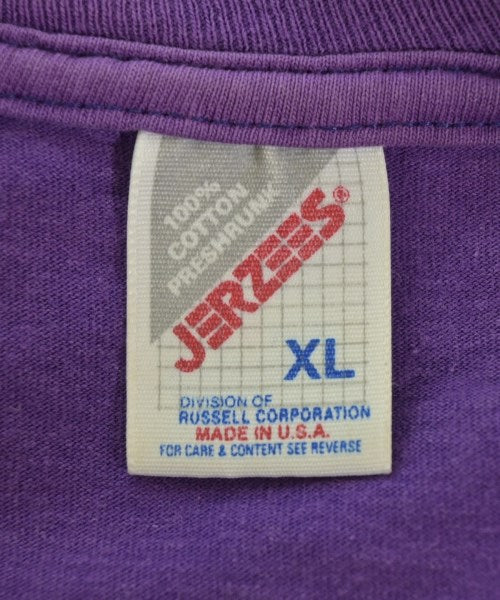 100%
COTTON
PRESHRUNK
JERZEES®
XL
DIVISION OF
RUSSELL CORPORATION
MADE IN U.S.A.
FOR CARE & CONTENT SEE REVERSE